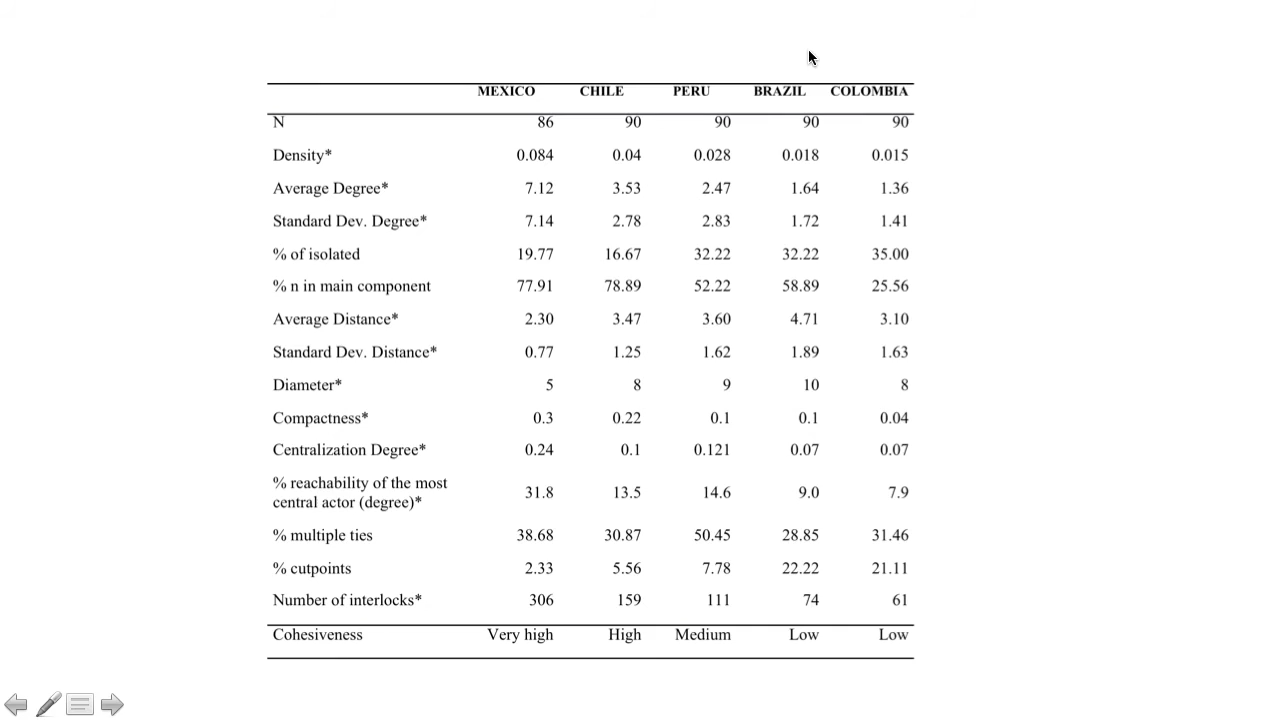 MEXICO CHILE PERU BRAZIL COLOMBIA
N 86 90 90 90 90
Density* 0.084 0.04 0.028 0.018 0.015
Average Degree* 7.12 3.53 2.47 1.64 1.36
Standard Dev. Degree* 7.14 2.78 2.83 1.72 1.41
% of isolated 19.77 16.67 32.22 32.22 35.00
% n in main component 77.91 78.89 52.22 58.89 25.56
Average Distance* 2.30 3.47 3.60 4.71 3.10
Standard Dev. Distance* 0.77 1.25 1.62 1.89 1.63
Diameter* 5 8 9 10 8
Compactness* 0.3 0.22 0.1 0.1 0.04
Centralization Degree* 0.24 0.1 0.121 0.07 0.07
% reachability of the most
central actor (degree)* 31.8 13.5 14.6 9.0 7.9
% multiple ties 38.68 30.87 50.45 28.85 31.46
% cutpoints 2.33 5.56 7.78 22.22 21.11
Number of interlocks* 306 159 111 74 61
Cohesiveness Very high High Medium Low Low